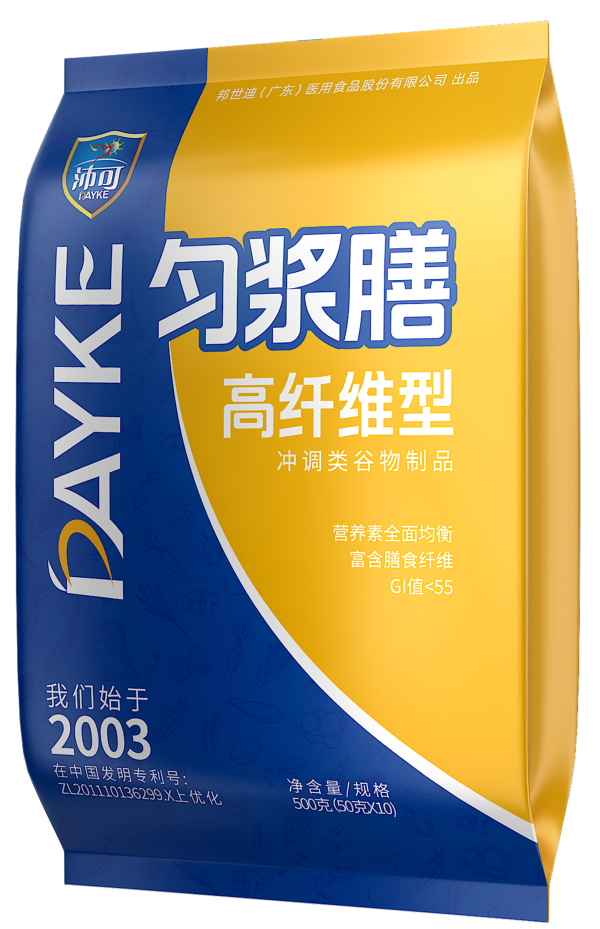 邦世迪（广东）医用食品股份有限公司 出品
沛可
DAYKE
DAYKE
匀浆膳
高纤维型
冲调类谷物制品
营养素全面均衡
富含膳食纤维
GI值<55
我们始于
2003
在中国发明专利号：
ZL201110136299.X上优化
净含量/规格
500克(50克X10)